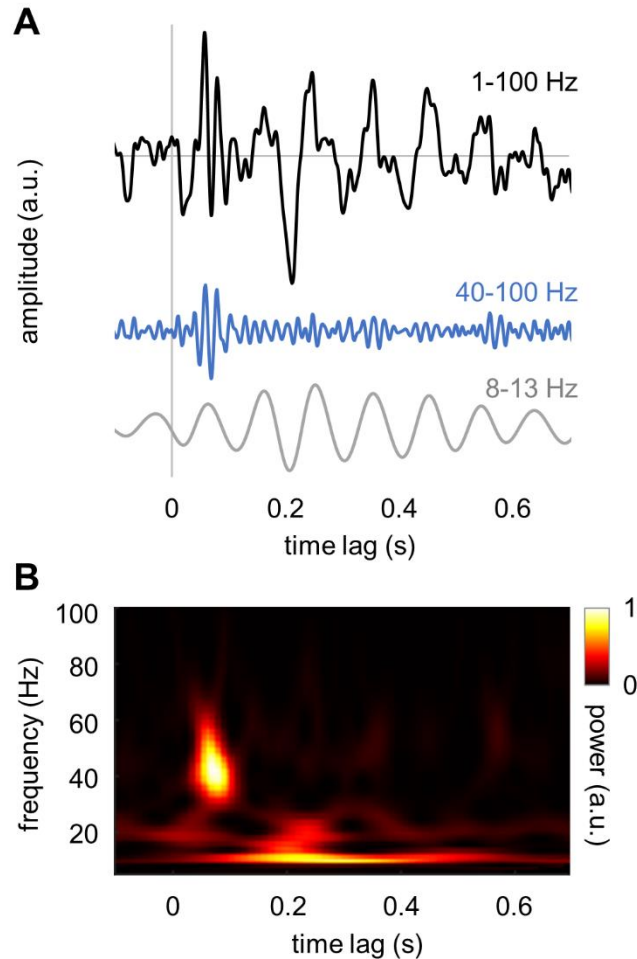 A
1-100 Hz
amplitude (a.u.)
40-100 Hz
8-13 Hz
0 0.2 0.4 0.6
time lag (s)
B
100
80
60
40
20
frequency (Hz)
1
0
power (a.u.)
0 0.2 0.4 0.6
time lag (s)